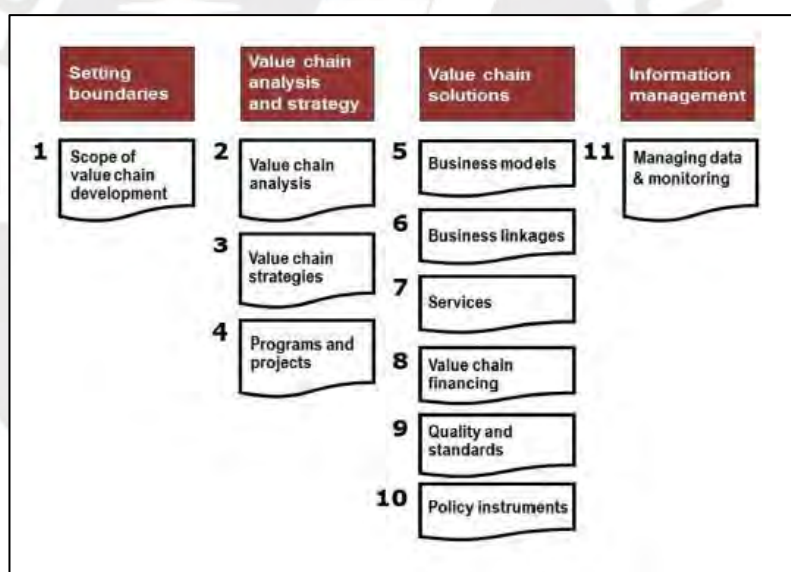 Setting
boundaries
1
Scope of
value chain
development
Value chain
analysis
and strategy
2
Value chain
analysis
3
Value chain
strategies
4
Programs and
projects
Value chain
solutions
5
Business models
6
Business linkages
7
Services
8
Value chain
financing
9
Quality and
standards
10
Policy instruments
Information
management
11
Managing data
& monitoring